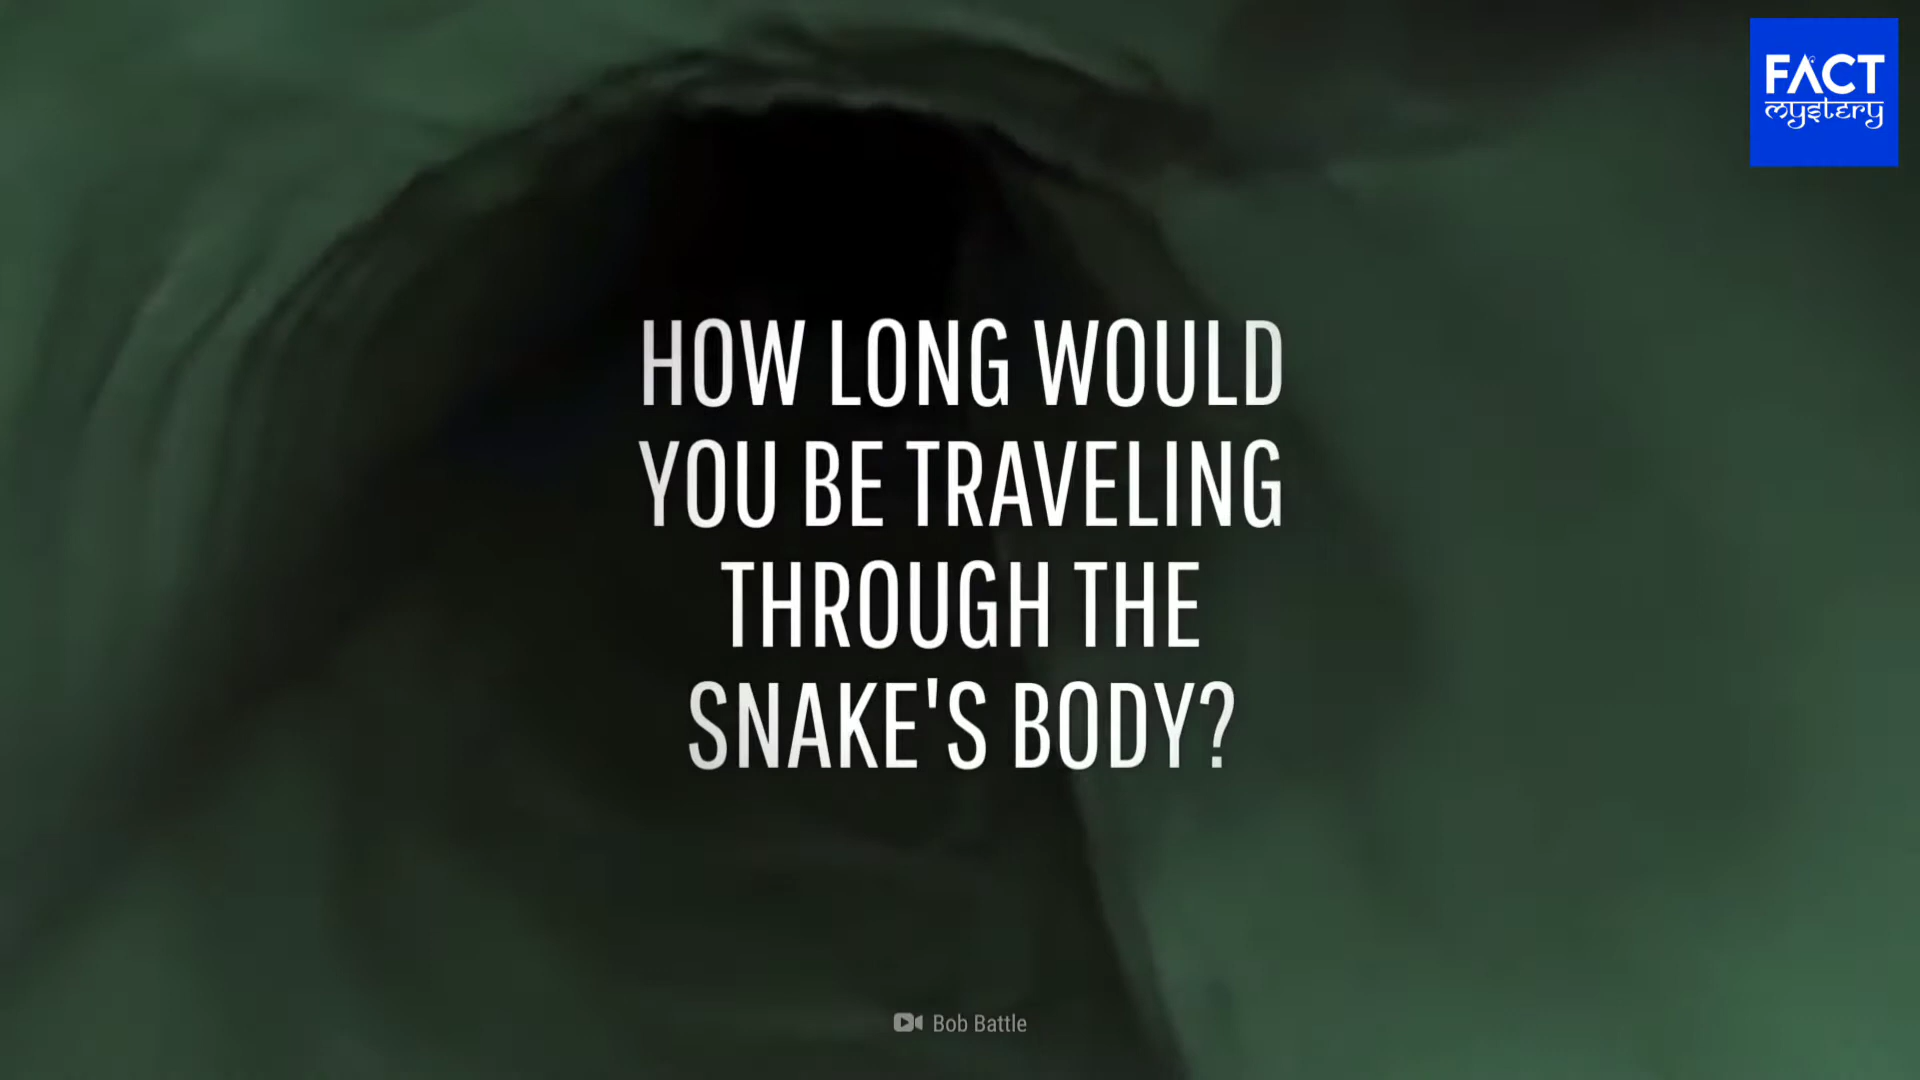 FACT
mystery
HOW LONG WOULD
YOU BE TRAVELING
THROUGH THE
SNAKE'S BODY?
Bob Battle